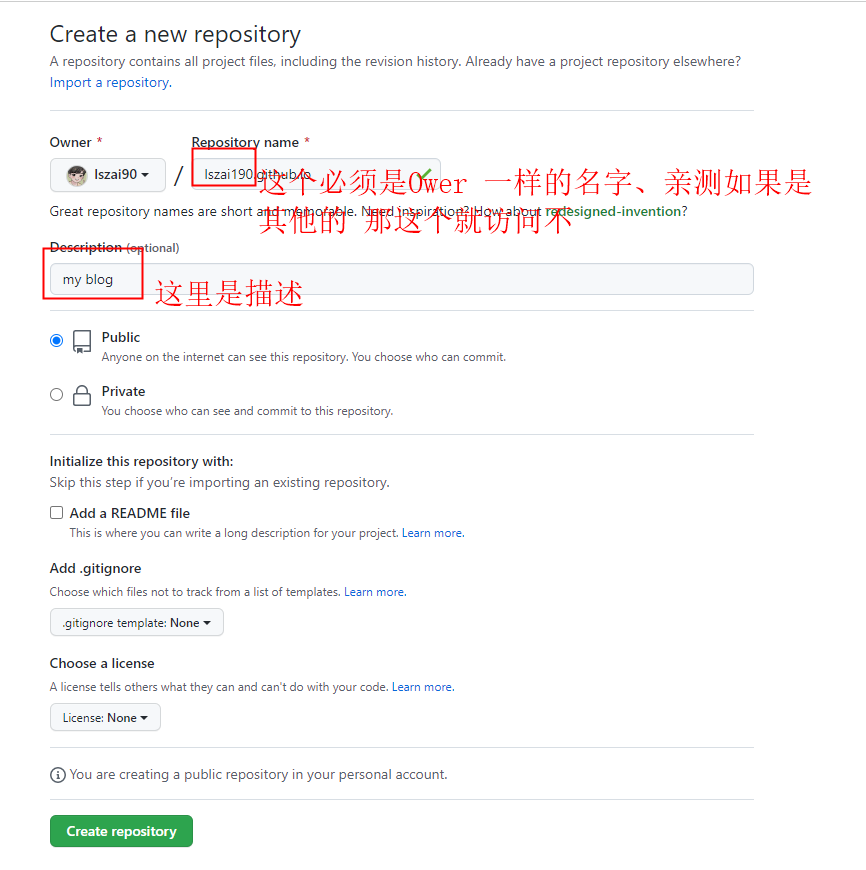 Create a new repository
A repository contains all project files, including the revision history. Already have a project repository elsewhere?
Import a repository.
Owner *
Repository name *
lszai90
/
lszai190.github.io
这个必须是Ower 一样的名字、亲测如果是
Great repository names are short and memorable. Need inspiration? How about redesigned-invention?
其他的 那这个就访问不
Description (optional)
my blog
这里是描述
Public
Anyone on the internet can see this repository. You choose who can commit.
Private
You choose who can see and commit to this repository.
Initialize this repository with:
Skip this step if you're importing an existing repository.
Add a README file
This is where you can write a long description for your project. Learn more.
Add .gitignore
Choose which files not to track from a list of templates. Learn more.
.gitignore template: None
Choose a license
A license tells others what they can and can't do with your code. Learn more.
License: None
You are creating a public repository in your personal account.
Create repository